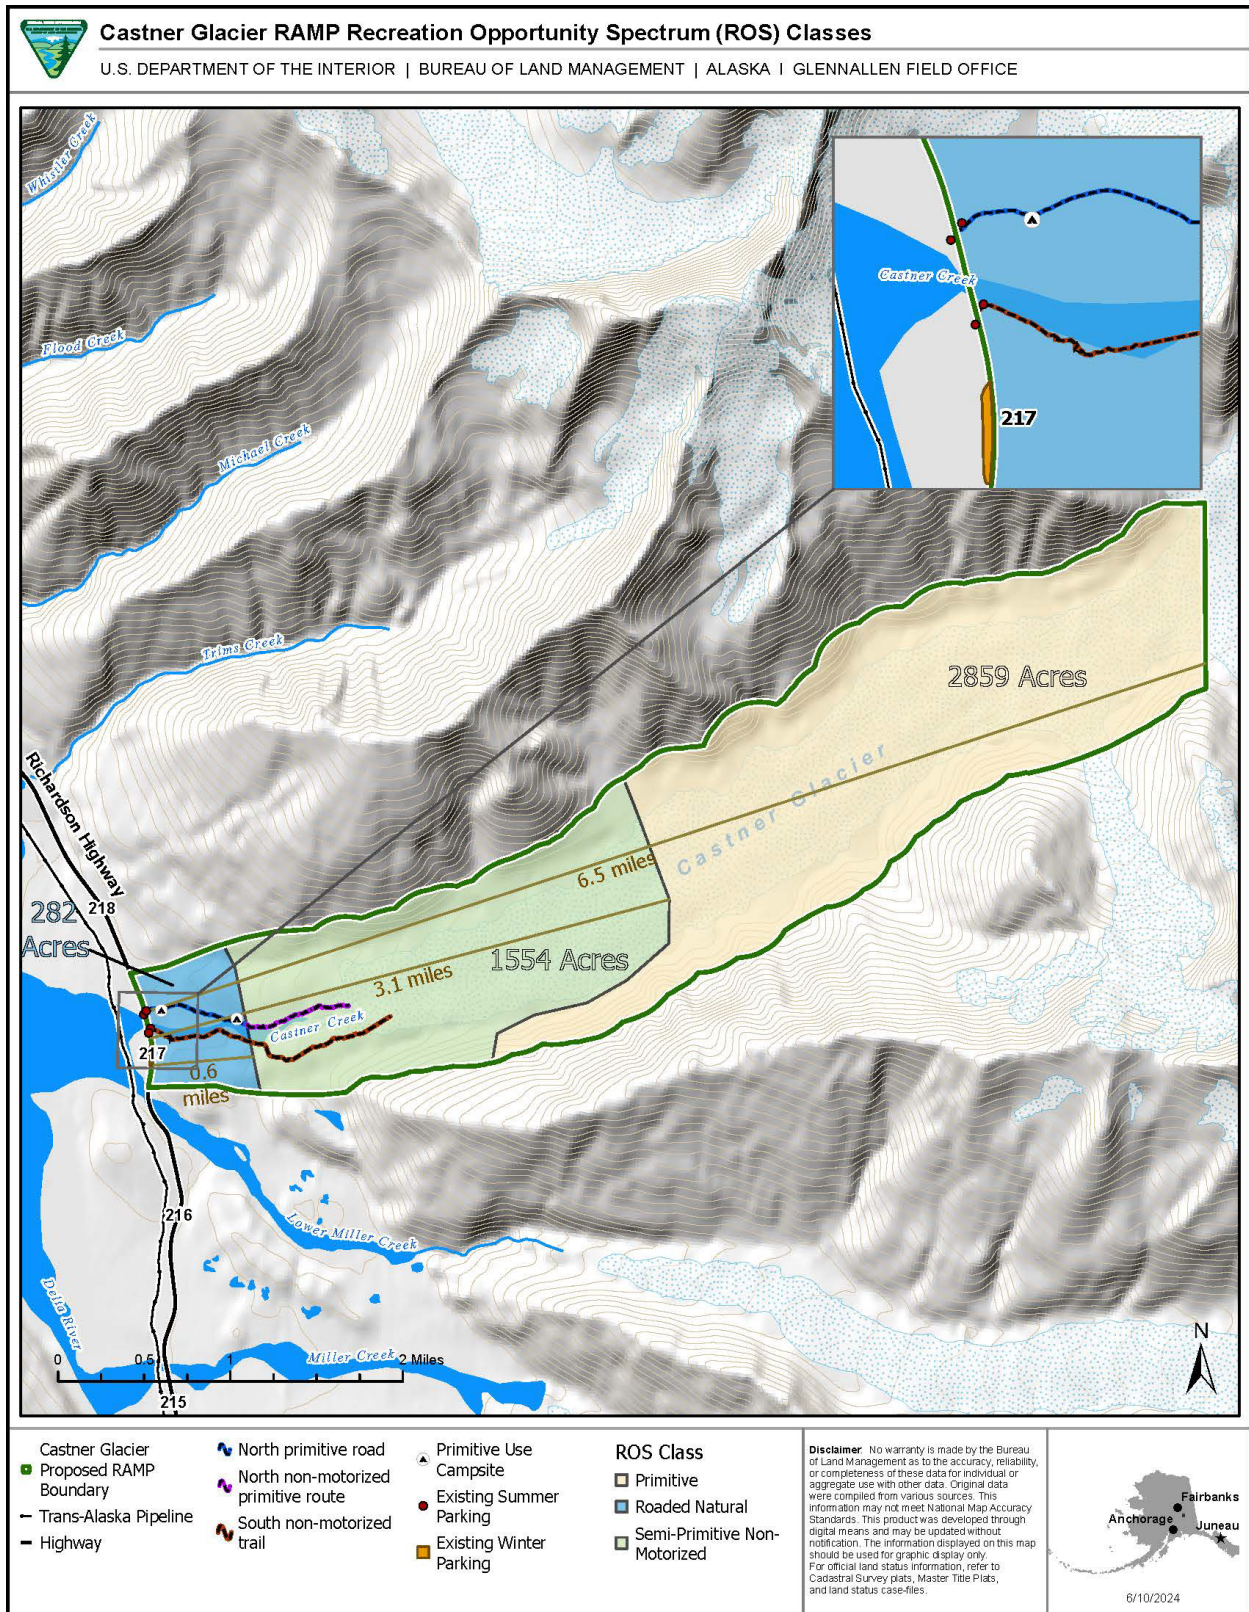 Castner Glacier RAMP Recreation Opportunity Spectrum (ROS) Classes
U.S. DEPARTMENT OF THE INTERIOR | BUREAU OF LAND MANAGEMENT | ALASKA I GLENNALLEN FIELD OFFICE
Whistler Creek
Flood Creek
Michael Creek
Trims Creek
Castner Creek
217
2859 Acres
Castner Glacier
Richardson Highway
218
282
Acres
6.5 miles
1554 Acres
3.1 miles
Castner Creek
217
0.6
miles
216
Lower Miller Creek
Delta River
Miller Creek
0 0.5 1 2 Miles
215
N
Castner Glacier
Proposed RAMP
Boundary
Trans-Alaska Pipeline
Highway
North primitive road
North non-motorized
primitive route
South non-motorized
trail
Primitive Use
Campsite
Existing Summer
Parking
Existing Winter
Parking
ROS Class
Primitive
Roaded Natural
Semi-Primitive Non-
Motorized
Disclaimer. No warranty is made by the Bureau
of Land Management as to the accuracy, reliability,
or completeness of these data for individual or
aggregate use with other data. Original data
were compiled from various sources. This
information may not meet National Map Accuracy
Standards. This product was developed through
digital means and may be updated without
notification. The information displayed on this map
should be used for graphic display only.
For official land status information, refer to
Cadastral Survey plats, Master Title Plats,
and land status case-files.
Fairbanks
Anchorage
Juneau
6/10/2024